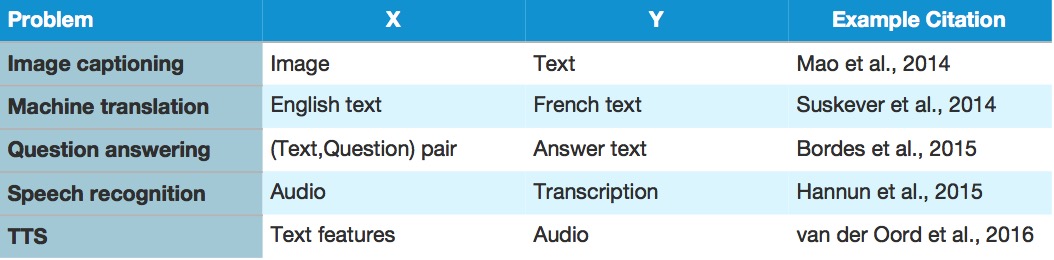 Problem X Y Example Citation
Image captioning Image Text Mao et al., 2014
Machine translation English text French text Suskever et al., 2014
Question answering (Text,Question) pair Answer text Bordes et al., 2015
Speech recognition Audio Transcription Hannun et al., 2015
TTS Text features Audio van der Oord et al., 2016